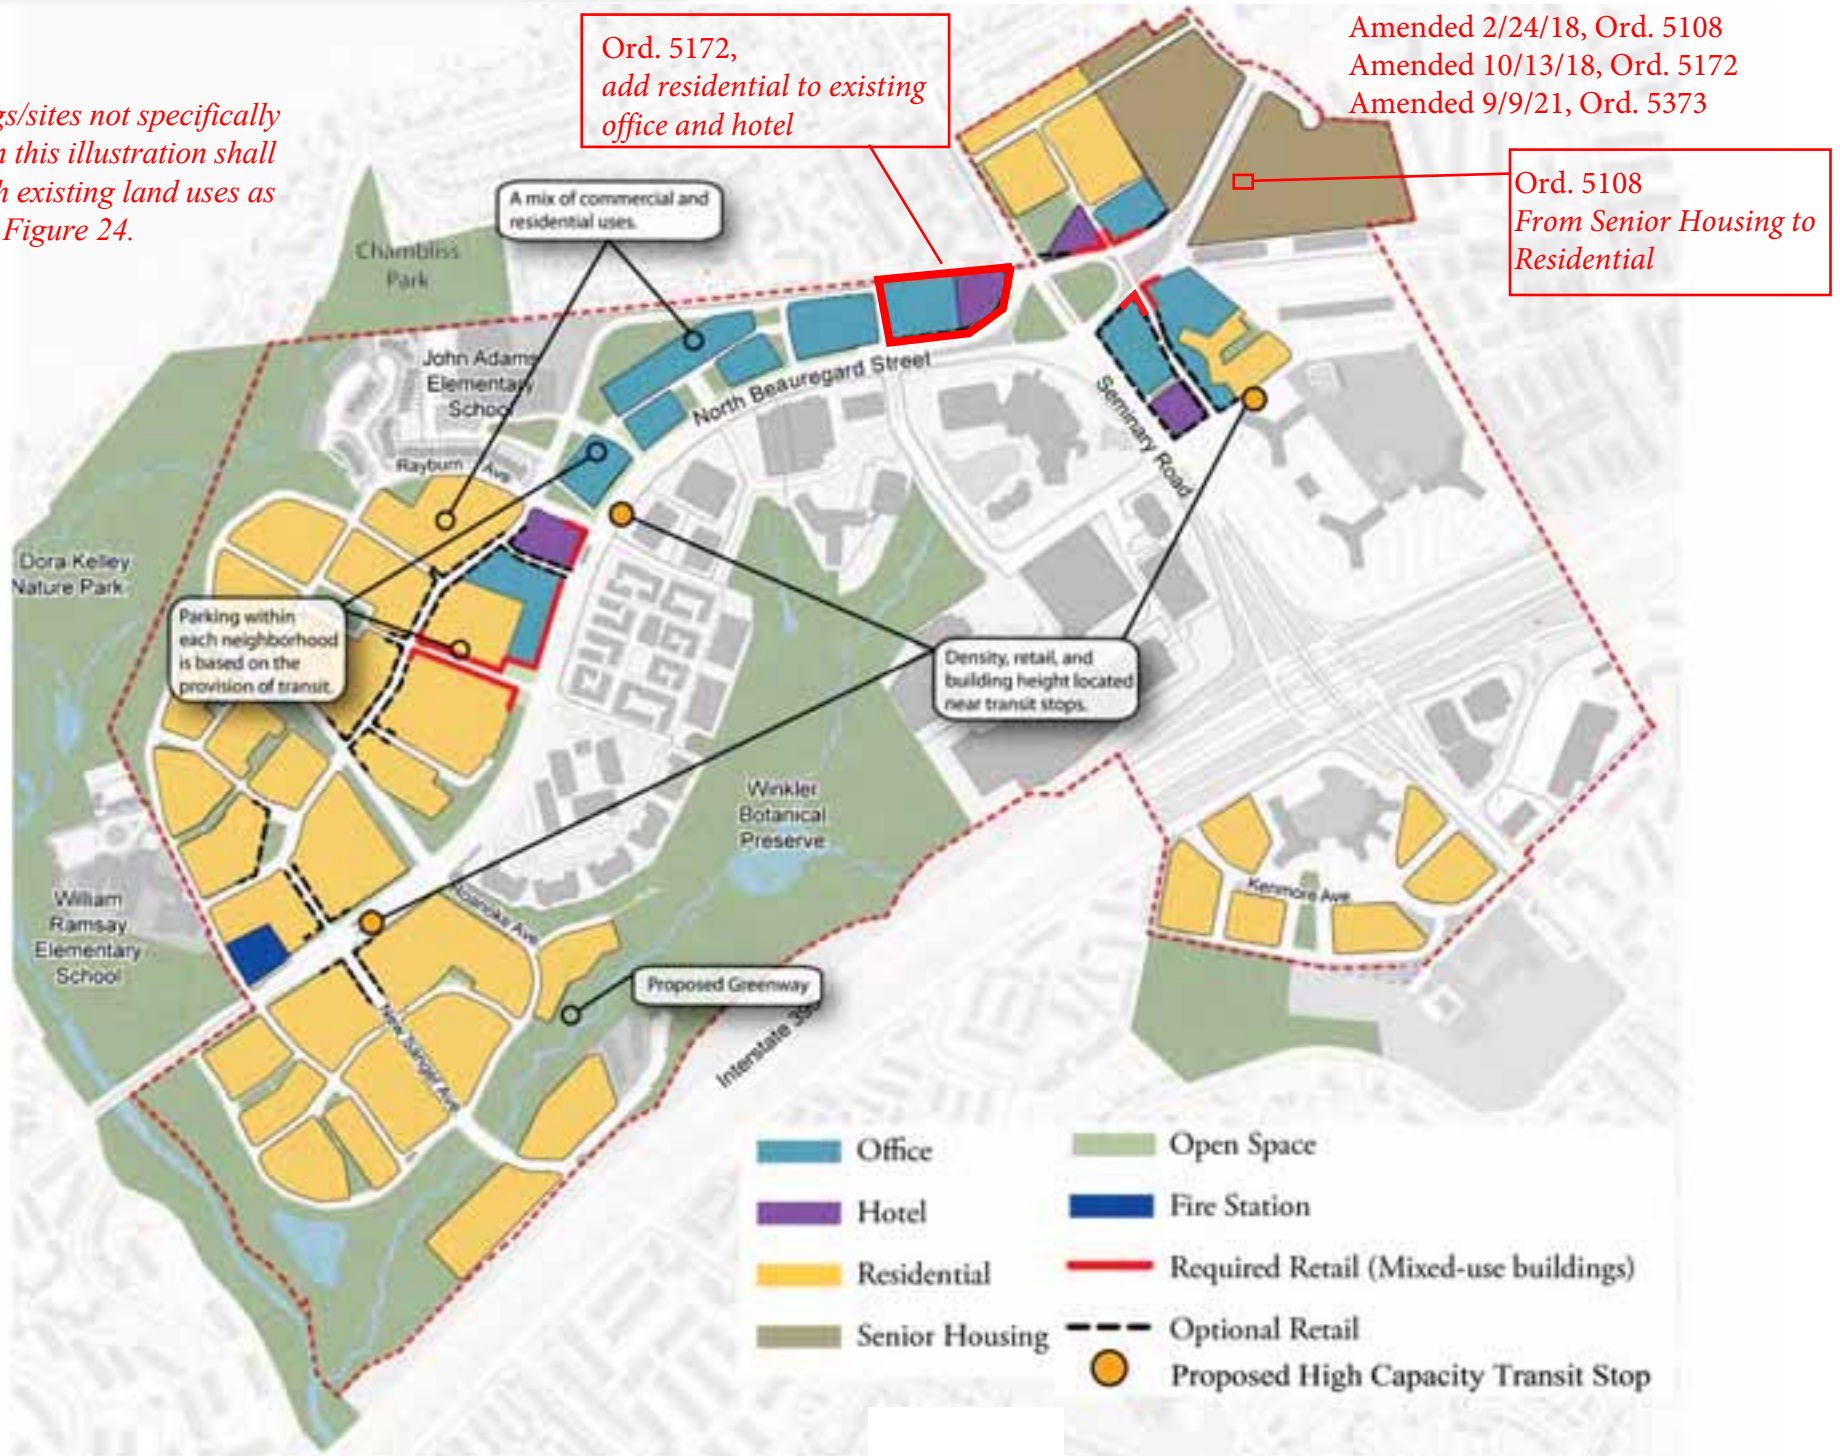 Amended 2/24/18, Ord. 5108
Amended 10/13/18, Ord. 5172
Amended 9/9/21, Ord. 5373
Ord. 5172,
add residential to existing
office and hotel
not specifically
this illustration shall
existing land uses as
Figure 24.
Ord. 5108
From Senior Housing to
Residential
A mix of commercial and
residential uses.
Chambliss
Park
John Adams
Elementary
School
North Beauregard Street
Seminary Road
Rayburn Ave
Dora Kelley
Nature Park
Parking within
each neighborhood
is based on the
provision of transit.
Density, retail, and
building height located
near transit stops.
Winkler
Botanical
Preserve
William
Ramsay
Elementary
School
Roanoke Ave
Kenmore Ave
Proposed Greenway
New Sanger Ave
Interstate
Office
Hotel
Residential
Senior Housing
Open Space
Fire Station
Required Retail (Mixed-use buildings)
Optional Retail
Proposed High Capacity Transit Stop